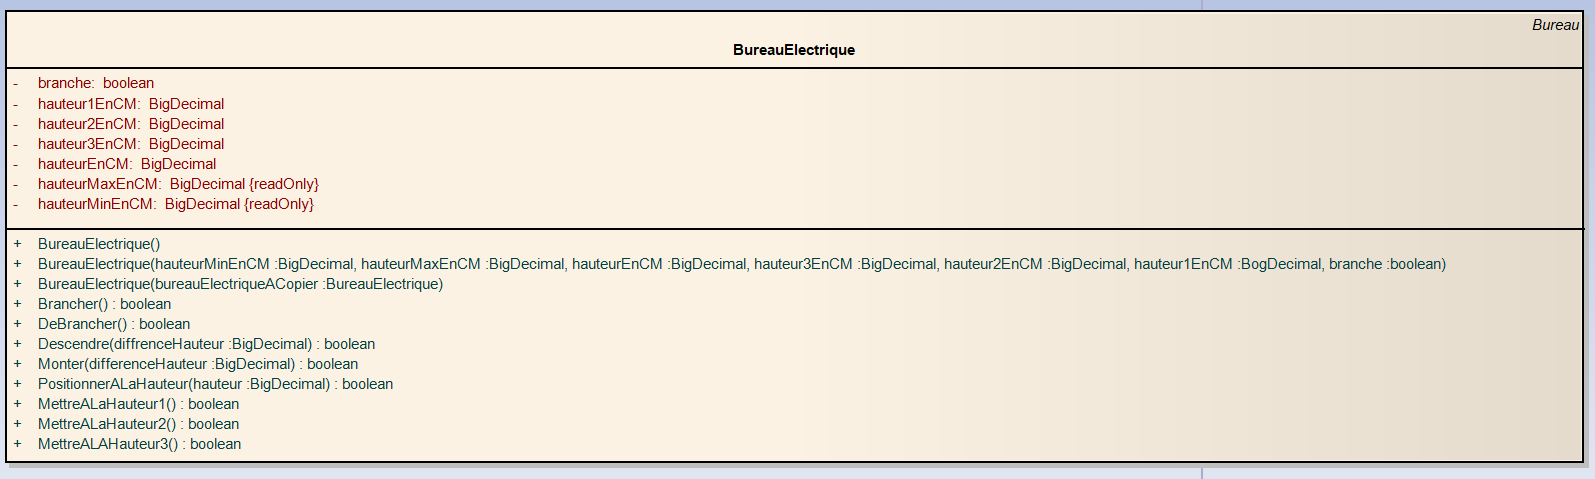 Bureau
BureauElectrique
- branche: boolean
- hauteur1EnCM: BigDecimal
- hauteur2EnCM: BigDecimal
- hauteur3EnCM: BigDecimal
- hauteurEnCM: BigDecimal
- hauteurMaxEnCM: BigDecimal {readOnly}
- hauteurMinEnCM: BigDecimal {readOnly}
+ BureauElectrique()
+ BureauElectrique(hauteurMinEnCM :BigDecimal, hauteurMaxEnCM :BigDecimal, hauteurEnCM :BigDecimal, hauteur3EnCM :BigDecimal, hauteur2EnCM :BigDecimal, hauteur1EnCM :BogDecimal, branche :boolean)
+ BureauElectrique(bureauElectriqueACopier :BureauElectrique)
+ Brancher() : boolean
+ DeBrancher() : boolean
+ Descendre(diffrenceHauteur :BigDecimal) : boolean
+ Monter(differenceHauteur :BigDecimal) : boolean
+ PositionnerALaHauteur(hauteur :BigDecimal) : boolean
+ MettreALaHauteur1() : boolean
+ MettreALaHauteur2() : boolean
+ MettreALAHauteur3() : boolean